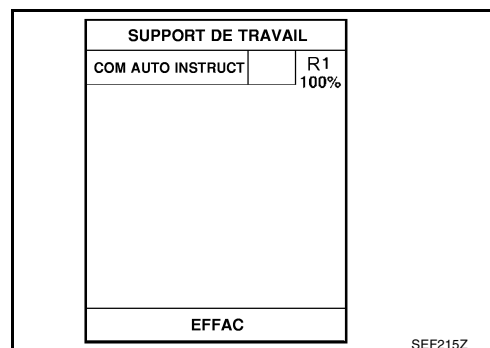 SUPPORT DE TRAVAIL
COM AUTO INSTRUCT R1
100%
EFFAC
SEF215Z